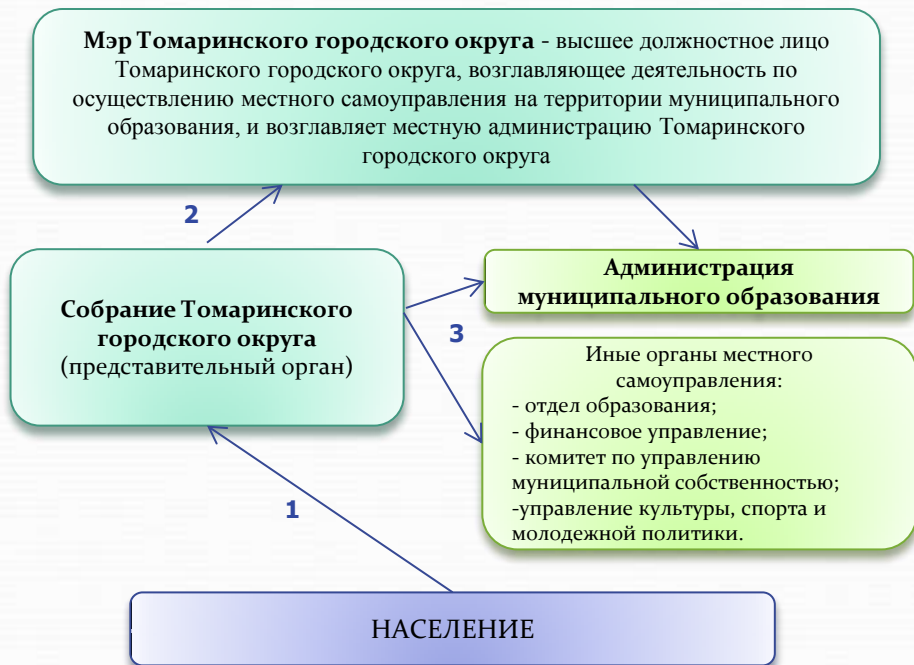 Мэр Томаринского городского округа - высшее должностное лицо
Томаринского городского округа, возглавляющее деятельность по
осуществлению местного самоуправления на территории муниципального
образования, и возглавляет местную администрацию Томаринского
городского округа
2
Собрание Томаринского
городского округа
(представительный орган)
Администрация
муниципального образования
3
Иные органы местного
самоуправления:
- отдел образования;
- финансовое управление;
- комитет по управлению
муниципальной собственностью;
-управление культуры, спорта и
молодежной политики.
1
НАСЕЛЕНИЕ